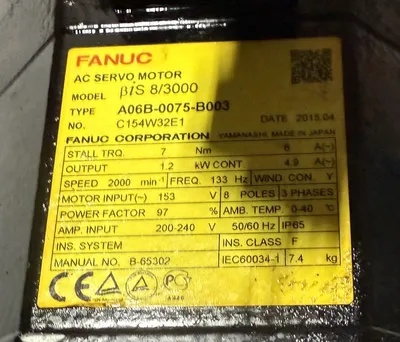 FANUC
AC SERVO MOTOR
MODEL βiS 8/3000
TYPE A06B-0075-B003
NO. C154W32E1 DATE 2015.04
FANUC CORPORATION YAMANASHI, MADE IN JAPAN
STALL TRQ. 7 Nm 6 A(~)
OUTPUT 1.2 kW CONT 4.9 A(~)
SPEED 2000 min⁻¹ FREQ. 133 Hz WIND CON. Y
MOTOR INPUT(~) 153 V 8 POLES 3 PHASES
POWER FACTOR 97 % AMB. TEMP. 0-40 °C
AMP. INPUT 200-240 V 50/60 Hz IP65
INS. SYSTEM INS. CLASS F
MANUAL NO. B-65302 IEC60034-1 7.4 kg
CE